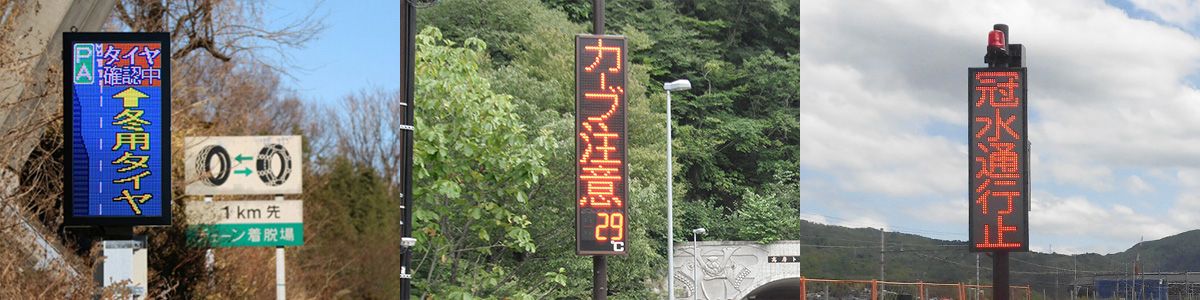 PA
タイヤ
確認中
冬用タイヤ
1km先
チェーン着脱場
カーブ注意
29
℃
冠水通行止